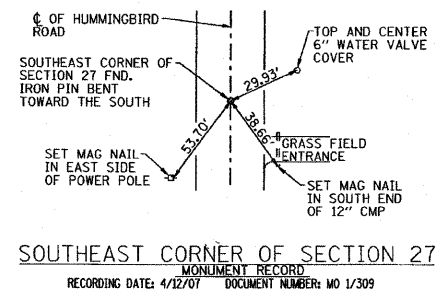 ℄ OF HUMMINGBIRD
ROAD
TOP AND CENTER
6" WATER VALVE
COVER
SOUTHEAST CORNER OF
SECTION 27 FND.
IRON PIN BENT
TOWARD THE SOUTH
29.93'
53.70'
38.66'
GRASS FIELD
ENTRANCE
SET MAG NAIL
IN EAST SIDE
OF POWER POLE
SET MAG NAIL
IN SOUTH END
OF 12" CMP
SOUTHEAST CORNER OF SECTION 27
MONUMENT RECORD
RECORDING DATE: 4/12/07 DOCUMENT NUMBER: MO 1/309